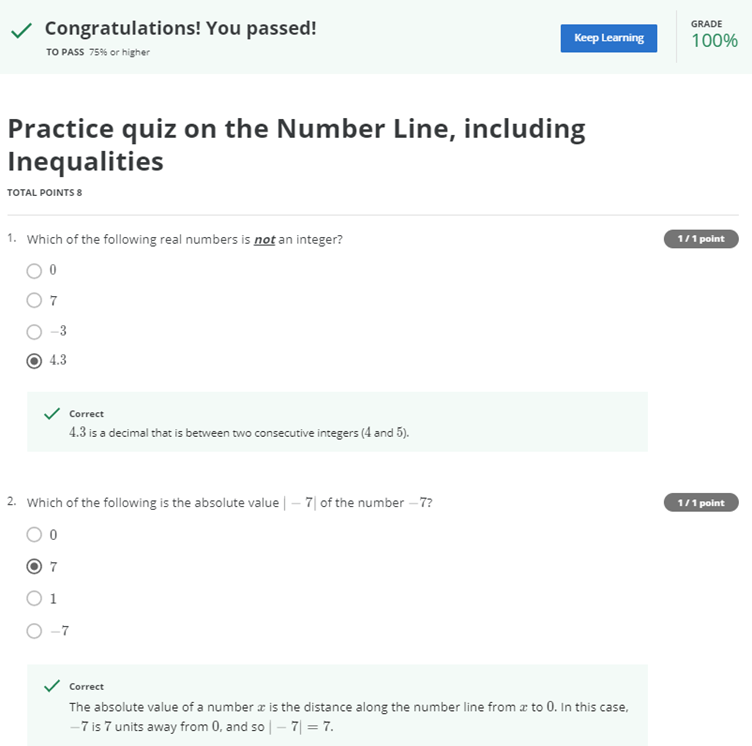 Congratulations! You passed!
TO PASS 75% or higher
Keep Learning
GRADE
100%
Practice quiz on the Number Line, including
Inequalities
TOTAL POINTS 8
1. Which of the following real numbers is not an integer?
1 / 1 point
0
7
−3
4.3
Correct
4.3 is a decimal that is between two consecutive integers (4 and 5).
2. Which of the following is the absolute value | − 7| of the number −7?
1 / 1 point
0
7
1
−7
Correct
The absolute value of a number x is the distance along the number line from x to 0. In this case,
−7 is 7 units away from 0, and so | − 7| = 7.